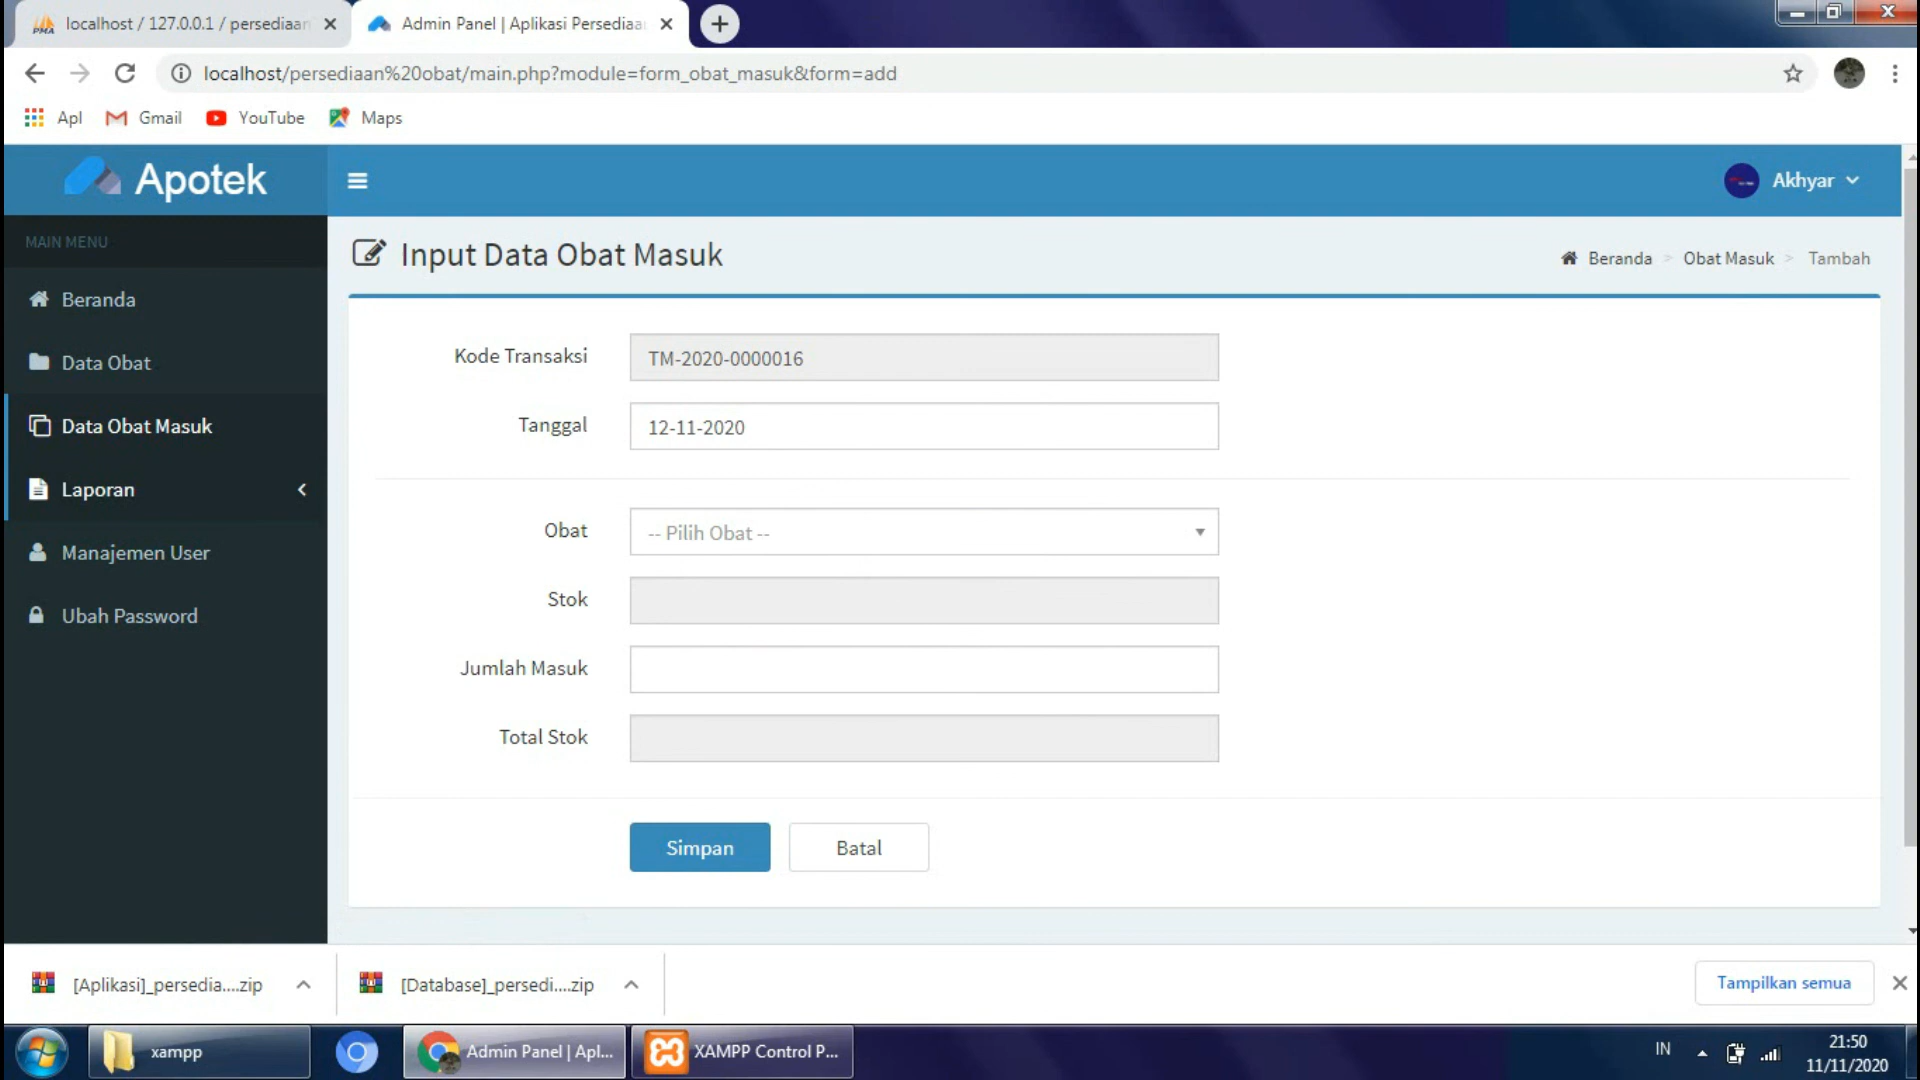 localhost / 127.0.0.1 / persediaan
Admin Panel | Aplikasi Persediaa
localhost/persediaan%20obat/main.php?module=form_obat_masuk&form=add
Apl
Gmail
YouTube
Maps
Apotek
Akhyar
MAIN MENU
Beranda
Data Obat
Data Obat Masuk
Laporan
Manajemen User
Ubah Password
Input Data Obat Masuk
Beranda > Obat Masuk > Tambah
Kode Transaksi
TM-2020-0000016
Tanggal
12-11-2020
Obat
-- Pilih Obat --
Stok
Jumlah Masuk
Total Stok
Simpan
Batal
[Aplikasi]_persedia....zip
[Database]_persedi....zip
Tampilkan semua
xampp
Admin Panel | Apl...
XAMPP Control P...
IN
21:50
11/11/2020